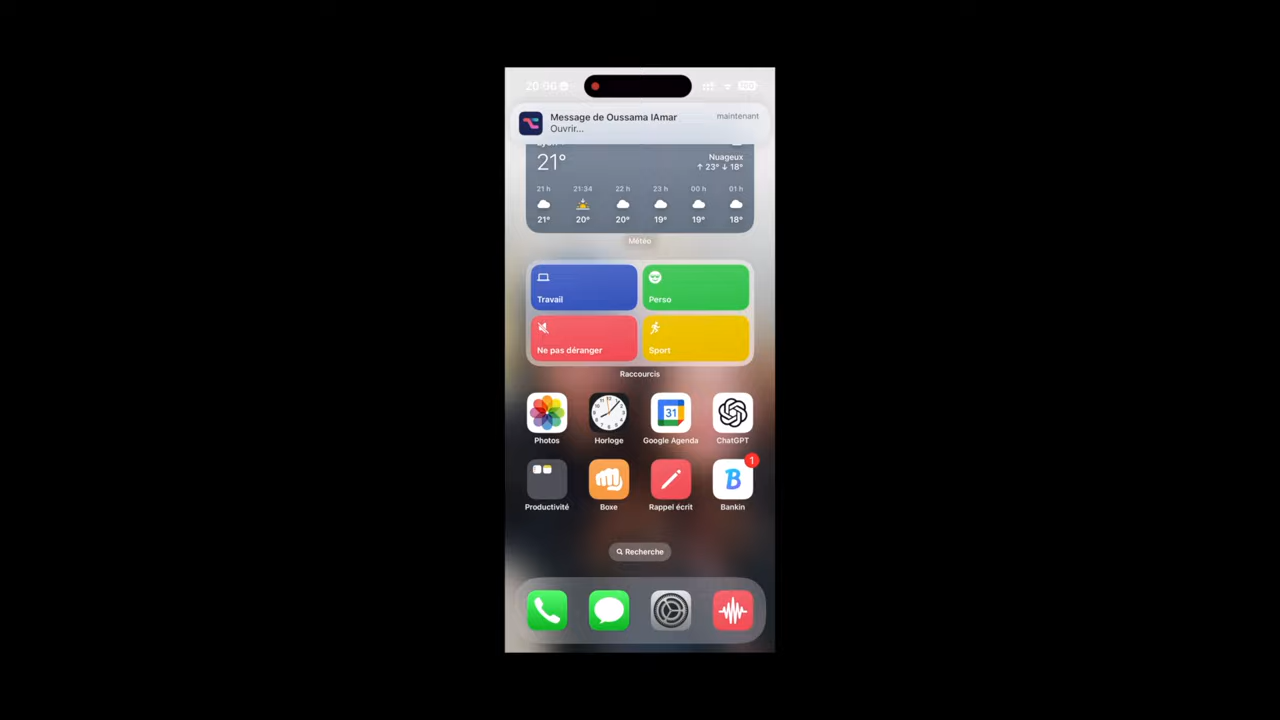 Message de Oussama IAmar
maintenant
Ouvrir...
21°
Nuageux
↑ 23° ↓ 18°
21 h 21:34 22 h 23 h 00 h 01 h
21° 20° 20° 19° 19° 18°
Météo
Travail
Perso
Ne pas déranger
Sport
Raccourcis
31
Photos
Horloge
Google Agenda
ChatGPT
1
B
Productivité
Boxe
Rappel écrit
Bankin
Recherche